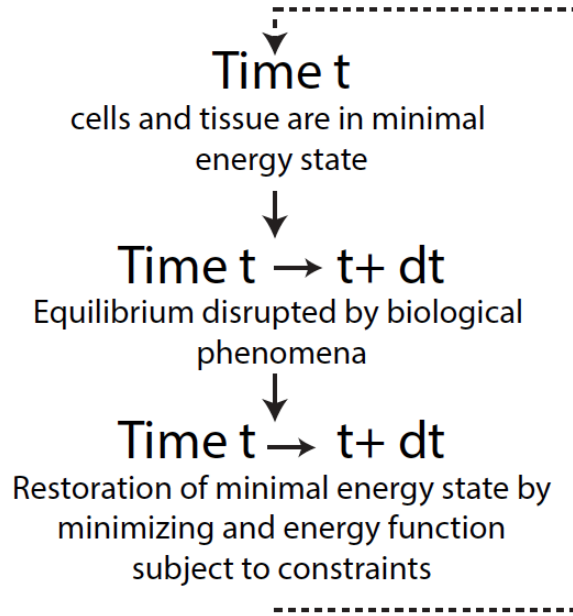 Time t
cells and tissue are in minimal
energy state
Time t → t+ dt
Equilibrium disrupted by biological
phenomena
Time t → t+ dt
Restoration of minimal energy state by
minimizing and energy function
subject to constraints